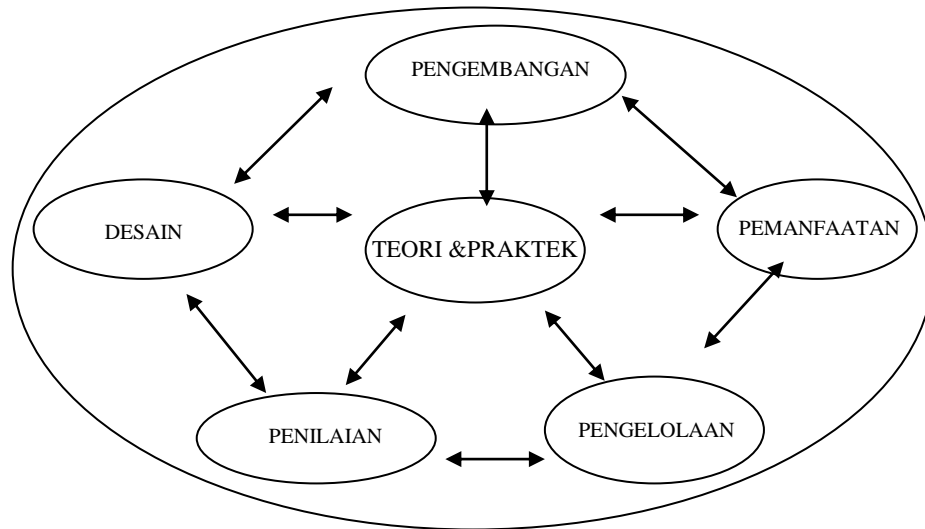 PENGEMBANGAN
DESAIN
TEORI &PRAKTEK
PEMANFAATAN
PENILAIAN
PENGELOLAAN